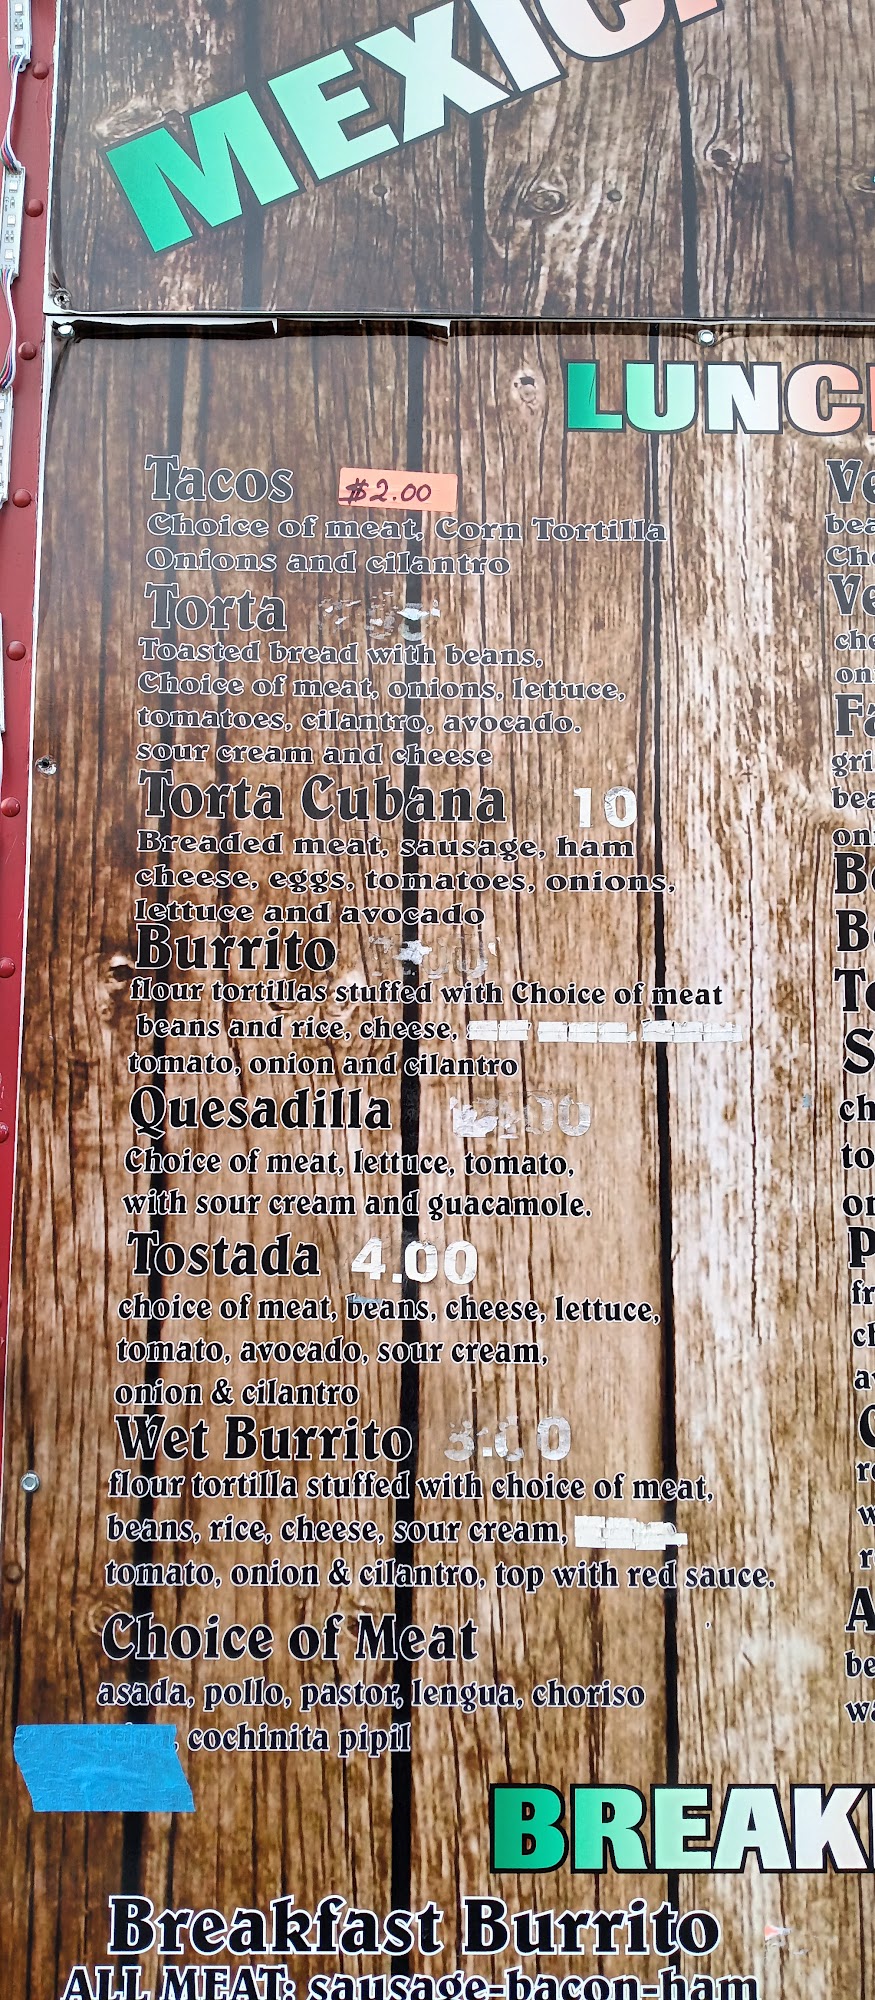 MEXIC
LUNC
Tacos $2.00
Choice of meat, Corn Tortilla
Onions and cilantro
Torta
Toasted bread with beans,
Choice of meat, onions, lettuce,
tomatoes, cilantro, avocado.
sour cream and cheese
Torta Cubana 10
Breaded meat, sausage, ham
cheese, eggs, tomatoes, onions,
lettuce and avocado
Burrito
flour tortillas stuffed with Choice of meat
beans and rice, cheese,
tomato, onion and cilantro
Quesadilla
Choice of meat, lettuce, tomato,
with sour cream and guacamole.
Tostada 4.00
choice of meat, beans, cheese, lettuce,
tomato, avocado, sour cream,
onion & cilantro
Wet Burrito
flour tortilla stuffed with choice of meat,
beans, rice, cheese, sour cream,
tomato, onion & cilantro, top with red sauce.
Choice of Meat
asada, pollo, pastor, lengua, choriso
, cochinita pipil
BREAK
Breakfast Burrito
ALL MEAT: sausage-bacon-ham